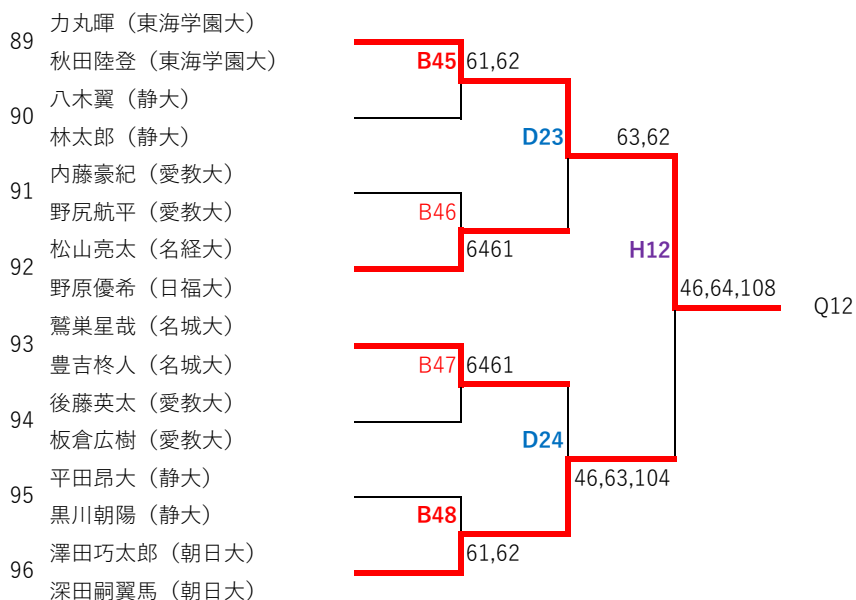 力丸暉（東海学園大）
89
秋田陸登（東海学園大）
B45 61,62
八木翼（静大）
90
林太郎（静大）
D23 63,62
内藤豪紀（愛教大）
91
野尻航平（愛教大）
B46
松山亮太（名経大）
6461
H12
92
野原優希（日福大）
46,64,108
Q12
鷲巣星哉（名城大）
93
豊吉柊人（名城大）
B47 6461
後藤英太（愛教大）
94
板倉広樹（愛教大）
D24
平田昂大（静大）
46,63,104
95
黒川朝陽（静大）
B48
澤田巧太郎（朝日大）
61,62
96
深田嗣翼馬（朝日大）